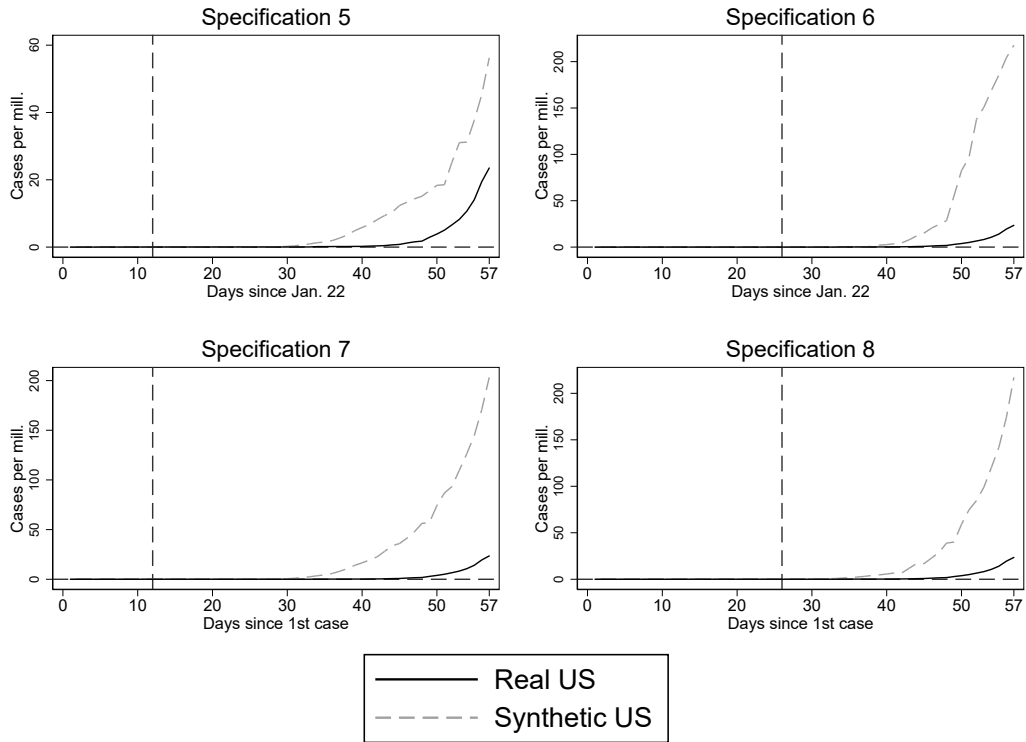 Specification 5
Cases per mill.
60
40
20
0
0 10 20 30 40 50 57
Days since Jan. 22
Specification 6
Cases per mill.
200
150
100
50
0
0 10 20 30 40 50 57
Days since Jan. 22
Specification 7
Cases per mill.
200
150
100
50
0
0 10 20 30 40 50 57
Days since 1st case
Specification 8
Cases per mill.
200
150
100
50
0
0 10 20 30 40 50 57
Days since 1st case
Real US
Synthetic US